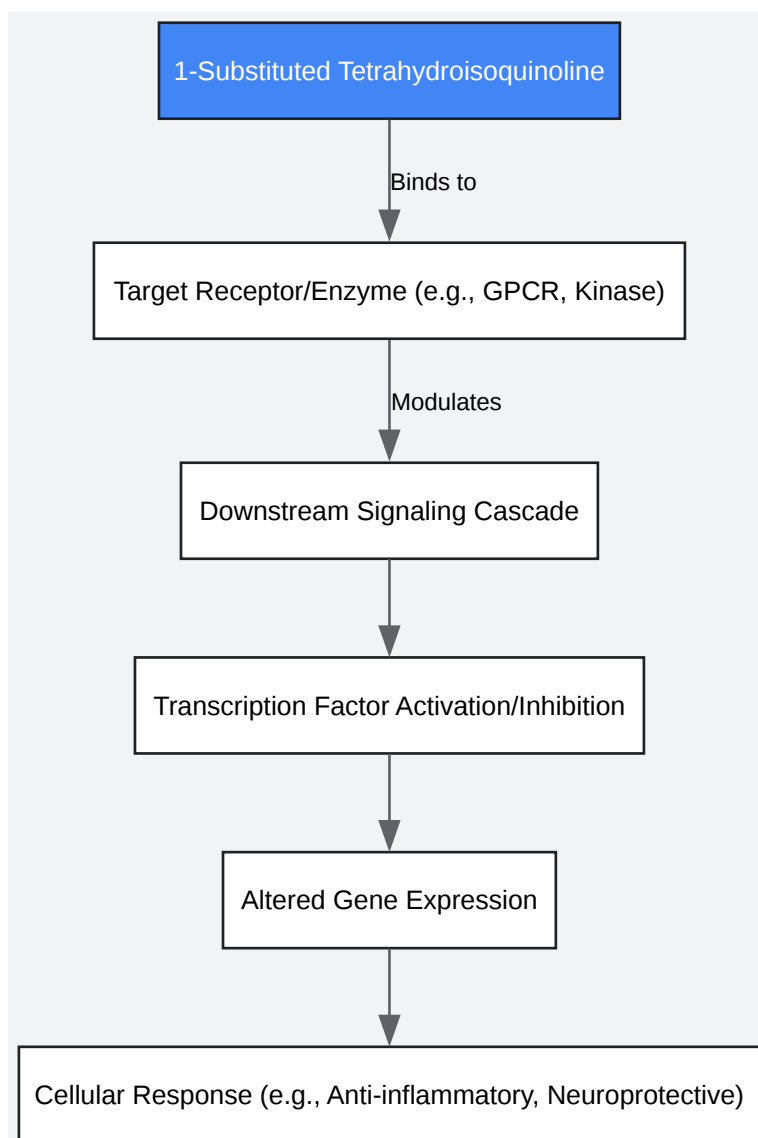 1-Substituted Tetrahydroisoquinoline
Binds to
Target Receptor/Enzyme (e.g., GPCR, Kinase)
Modulates
Downstream Signaling Cascade
Transcription Factor Activation/Inhibition
Altered Gene Expression
Cellular Response (e.g., Anti-inflammatory, Neuroprotective)